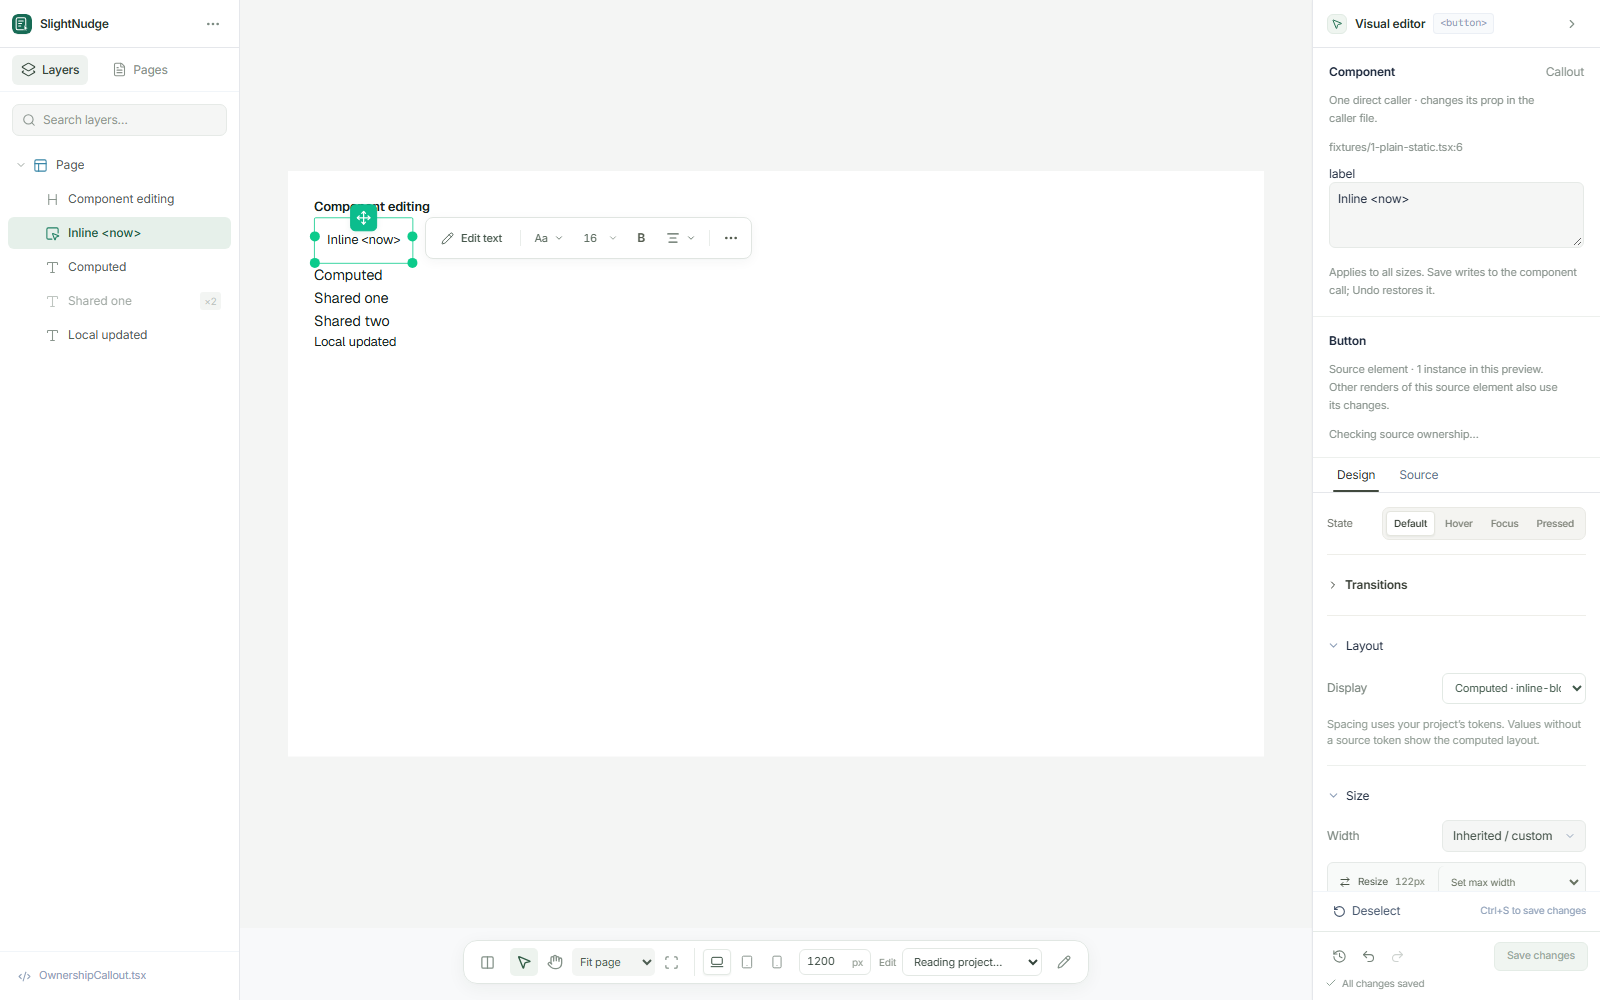 SlightNudge
Layers
Pages
Search layers...
Page
Component editing
Inline <now>
Computed
Shared one
×2
Local updated
OwnershipCallout.tsx
Component editing
Inline <now>
Edit text
Aa
16
B
Computed
Shared one
Shared two
Local updated
Fit page
1200
px
Edit
Reading project...
Visual editor
<button>
Component
Callout
One direct caller · changes its prop in the
caller file.
fixtures/1-plain-static.tsx:6
label
Inline <now>
Applies to all sizes. Save writes to the component
call; Undo restores it.
Button
Source element · 1 instance in this preview.
Other renders of this source element also use
its changes.
Checking source ownership...
Design
Source
State
Default
Hover
Focus
Pressed
Transitions
Layout
Display
Computed · inline-blo
Spacing uses your project's tokens. Values without
a source token show the computed layout.
Size
Width
Inherited / custom
Resize
122px
Set max width
Deselect
Ctrl+S to save changes
Save changes
All changes saved